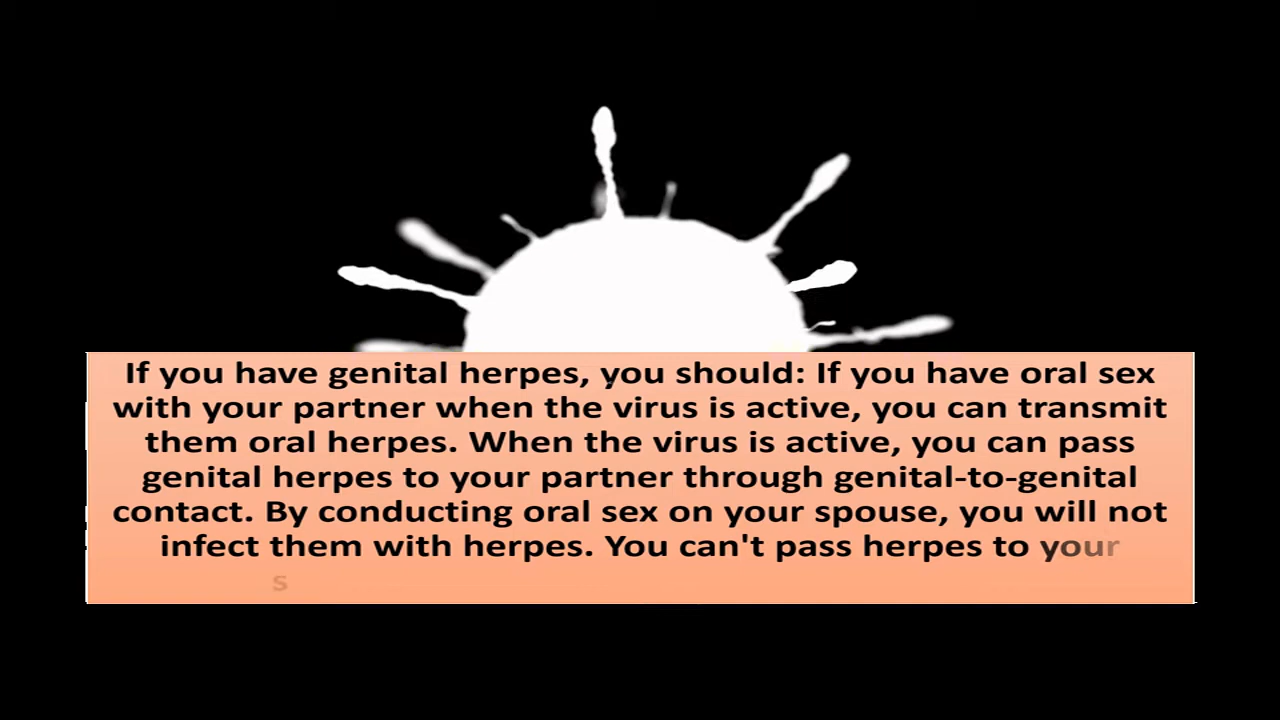 If you have genital herpes, you should: If you have oral sex
with your partner when the virus is active, you can transmit
them oral herpes. When the virus is active, you can pass
genital herpes to your partner through genital-to-genital
contact. By conducting oral sex on your spouse, you will not
infect them with herpes. You can't pass herpes to your
s